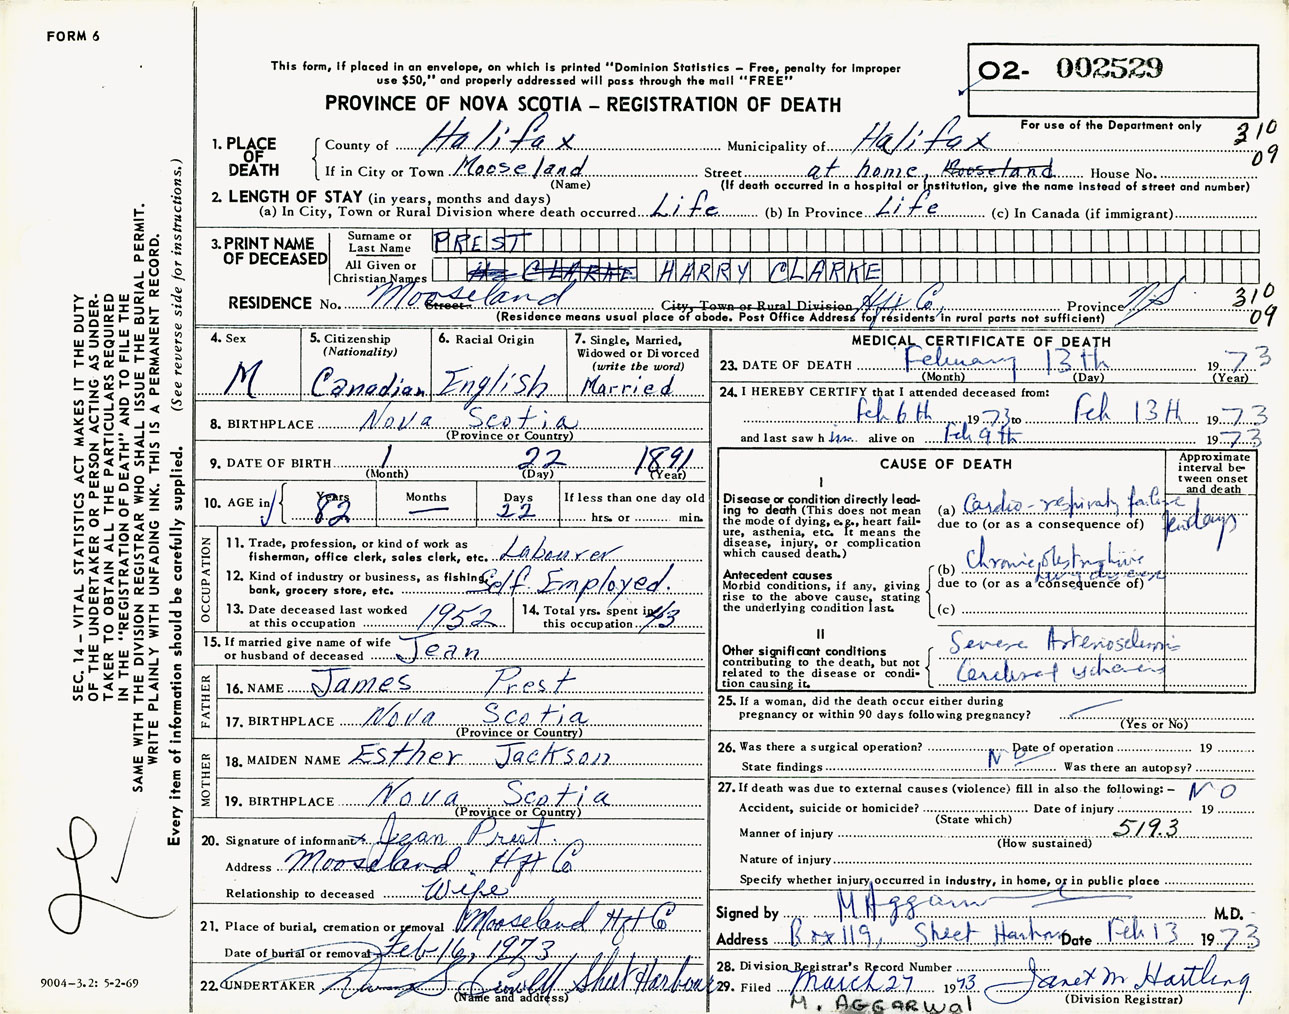 FORM 6
This form, if placed in an envelope, on which is printed "Dominion Statistics – Free, penalty for improper
use $50," and properly addressed will pass through the mail "FREE"
PROVINCE OF NOVA SCOTIA – REGISTRATION OF DEATH
O2- 002529
For use of the Department only
310
09
1. PLACE OF DEATH
County of Halifax Municipality of Halifax
If in City or Town Mooseland Street at home, Mooseland House No.
(Name) (If death occurred in a hospital or institution, give the name instead of street and number)
2. LENGTH OF STAY (in years, months and days)
(a) In City, Town or Rural Division where death occurred Life (b) In Province Life (c) In Canada (if immigrant)
3. PRINT NAME OF DECEASED
Surname or Last Name PREST
All Given or Christian Names CLARKE HARRY CLARKE
RESIDENCE No. Mooseland Street City, Town or Rural Division Hfx Co, Province NS
(Residence means usual place of abode. Post Office Address for residents in rural parts not sufficient)
310
09
4. Sex M
5. Citizenship (Nationality) Canadian
6. Racial Origin English
7. Single, Married, Widowed or Divorced (write the word) Married
8. BIRTHPLACE Nova Scotia
(Province or Country)
9. DATE OF BIRTH 1 22 1891
(Month) (Day) (Year)
10. AGE in Years 82 Months — Days 22 If less than one day old
hrs. or min.
OCCUPATION
11. Trade, profession, or kind of work as
fisherman, office clerk, sales clerk, etc. Labourer
12. Kind of industry or business, as fishing,
bank, grocery store, etc. Self Employed.
13. Date deceased last worked
at this occupation 1952
14. Total yrs. spent in
this occupation 43
15. If married give name of wife
or husband of deceased Jean
FATHER
16. NAME James Prest
17. BIRTHPLACE Nova Scotia
(Province or Country)
MOTHER
18. MAIDEN NAME Esther Jackson
19. BIRTHPLACE Nova Scotia
(Province or Country)
20. Signature of informant x Jean Prest.
Address Mooseland Hfx Co
Relationship to deceased Wife
21. Place of burial, cremation or removal Mooseland Hfx Co
Date of burial or removal Feb-16, 1973
22. UNDERTAKER Sheet Harbour
(Name and address)
MEDICAL CERTIFICATE OF DEATH
23. DATE OF DEATH February 13th 1973
(Month) (Day) (Year)
24. I HEREBY CERTIFY that I attended deceased from:
Feb 6th 1973 to Feb 13th 1973
and last saw him alive on Feb 9th 1973
CAUSE OF DEATH
Approximate interval between onset and death
I
Disease or condition directly lead-
ing to death (This does not
mean the mode of dying, e.g., heart fail-
ure, asthenia, etc. It means the
disease, injury, or complication
which caused death.)
(a) Cardio-respiratory failure
due to (or as a consequence of)
few days
Antecedent causes
Morbid conditions, if any, giving
rise to the above cause, stating
the underlying condition last.
(b) Chronic obstructive
lung disease
due to (or as a consequence of)
(c)
II
Other significant conditions
contributing to the death, but not
related to the disease or condi-
tion causing it.
Severe Arteriosclerosis
Cerebral ischemia
25. If a woman, did the death occur either during
pregnancy or within 90 days following pregnancy?
(Yes or No)
26. Was there a surgical operation? NO Date of operation 19
State findings Was there an autopsy?
27. If death was due to external causes (violence) fill in also the following: – NO
Accident, suicide or homicide? Date of injury 19
(State which)
Manner of injury 519.3
(How sustained)
Nature of injury
Specify whether injury occurred in industry, in home, or in public place
Signed by M Aggarwal M.D.
Address Box 119, Sheet Harbour Date Feb 13 1973
28. Division Registrar's Record Number
29. Filed March 27 1973 Janet M Hartling
(Division Registrar)
M. AGGARWAL
SEC. 14 – VITAL STATISTICS ACT MAKES IT THE DUTY
OF THE UNDERTAKER OR PERSON ACTING AS UNDER-
TAKER TO OBTAIN ALL THE PARTICULARS REQUIRED
IN THE "REGISTRATION OF DEATH" AND TO FILE THE
SAME WITH THE DIVISION REGISTRAR WHO SHALL ISSUE THE BURIAL PERMIT.
WRITE PLAINLY WITH UNFADING INK. THIS IS A PERMANENT RECORD.
Every item of information should be carefully supplied. (See reverse side for instructions.)
9004-3.2: 5-2-69